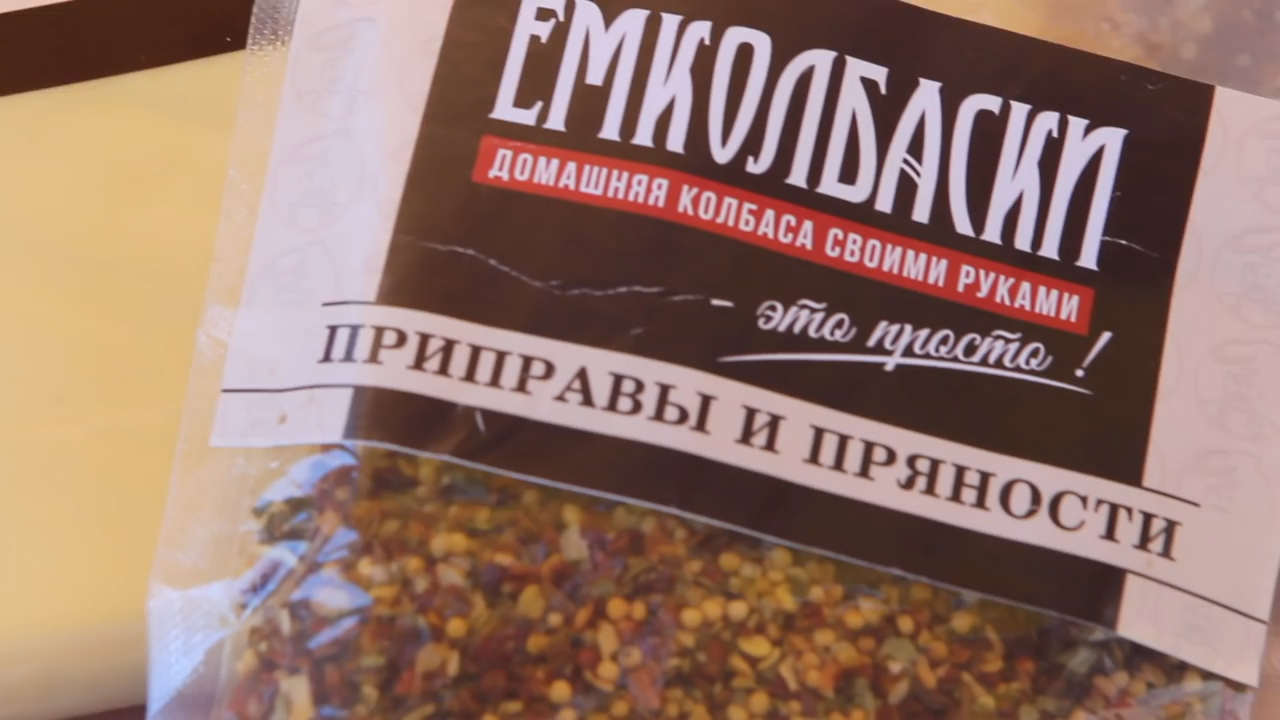 ЕМКОЛБАСКИ
ДОМАШНЯЯ КОЛБАСА СВОИМИ РУКАМИ
- это просто !
ПРИПРАВЫ И ПРЯНОСТИ